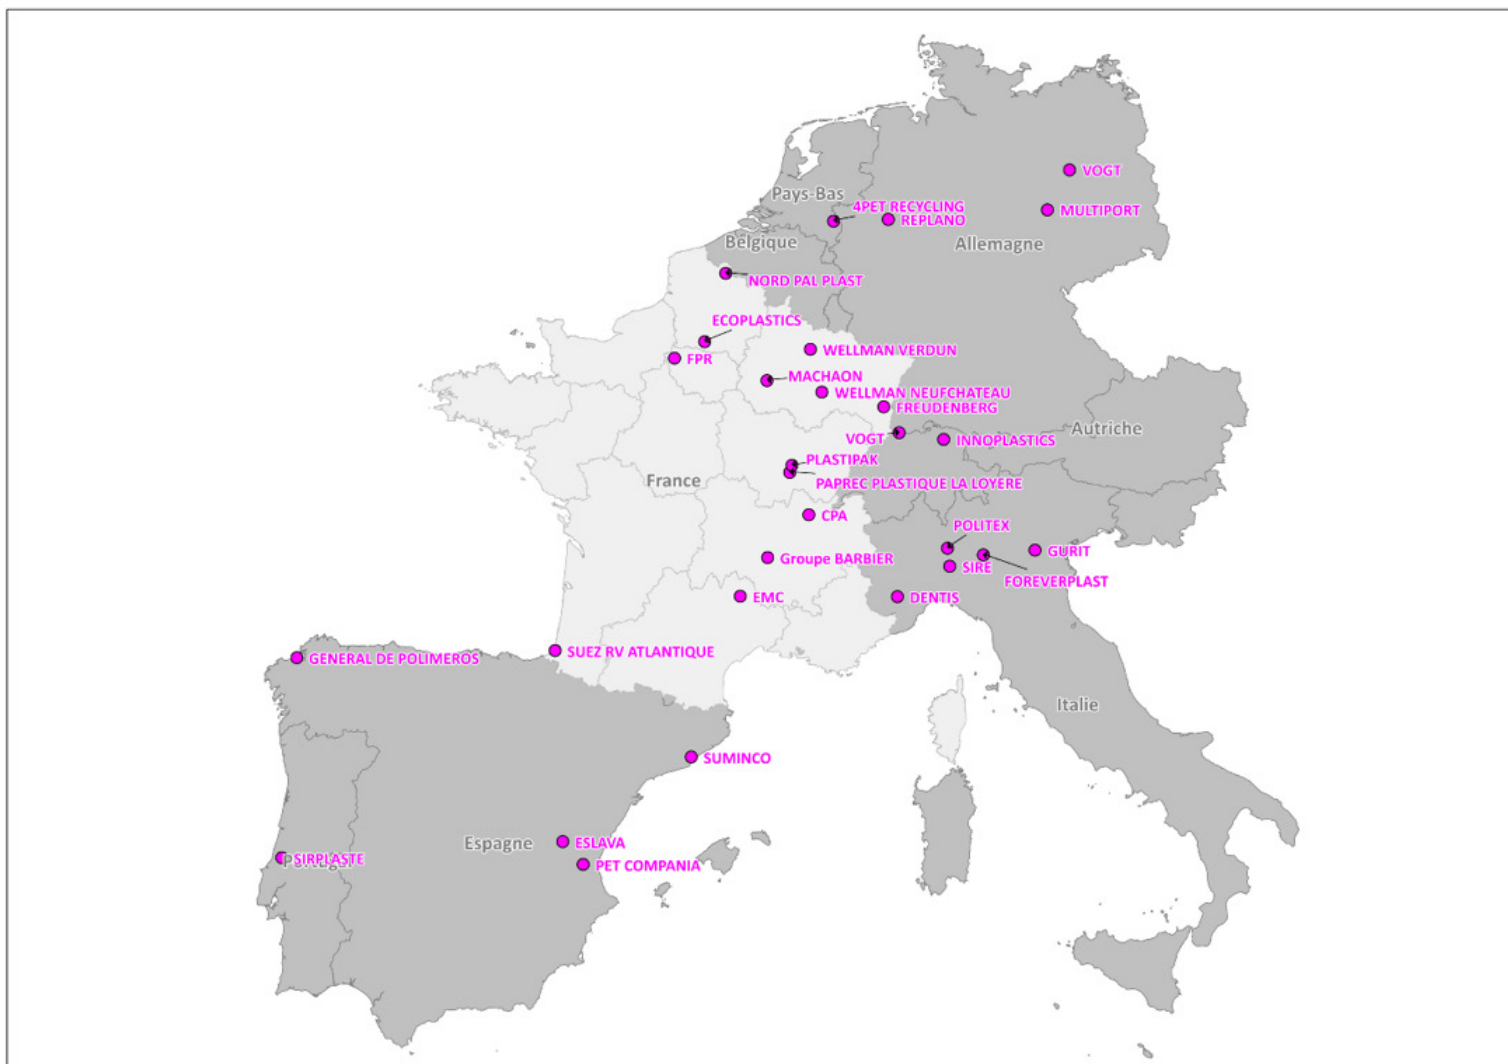 VOGT
Pays-Bas
4PET RECYCLING
MULTIPORT
REPLANO
Belgique
Allemagne
NORD PAL PLAST
ECOPLASTICS
WELLMAN VERDUN
FPR
MACHAON
WELLMAN NEUFCHATEAU
FREUDENBERG
Autriche
VOGT
INNOPLASTICS
PLASTIPAK
France
PAPREC PLASTIQUE LA LOYERE
CPA
POLITEX
Groupe BARBIER
GURIT
SIRE
FOREVERPLAST
EMC
DENTIS
SUEZ RV ATLANTIQUE
GENERAL DE POLIMEROS
Italie
SUMINCO
Espagne
ESLAVA
SIRPLASTE
Portugal
PET COMPANIA